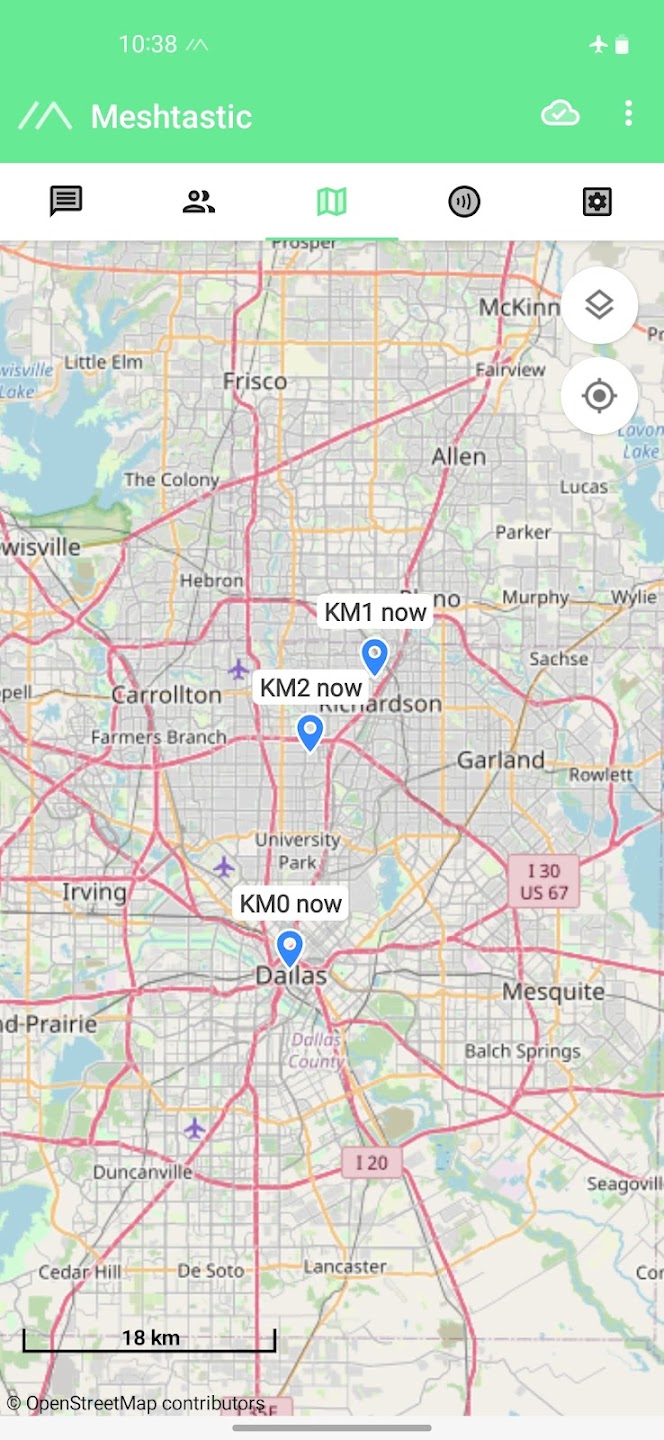 10:38
Meshtastic
Prosper
McKinn
Pr
Little Elm
wisville
Lake
Frisco
Fairview
Lavon
Lake
Allen
The Colony
Lucas
Parker
wisville
Hebron
Murphy
Wylie
KM1 now
Sachse
KM2 now
pell
Carrollton
Richardson
Farmers Branch
Garland
Rowlett
University
Park
I 30
US 67
Irving
KM0 now
Dallas
Mesquite
nd Prairie
Dallas
County
Balch Springs
I 20
Duncanville
Seagovill
Cedar Hill
De Soto
Lancaster
Cor
18 km
© OpenStreetMap contributors